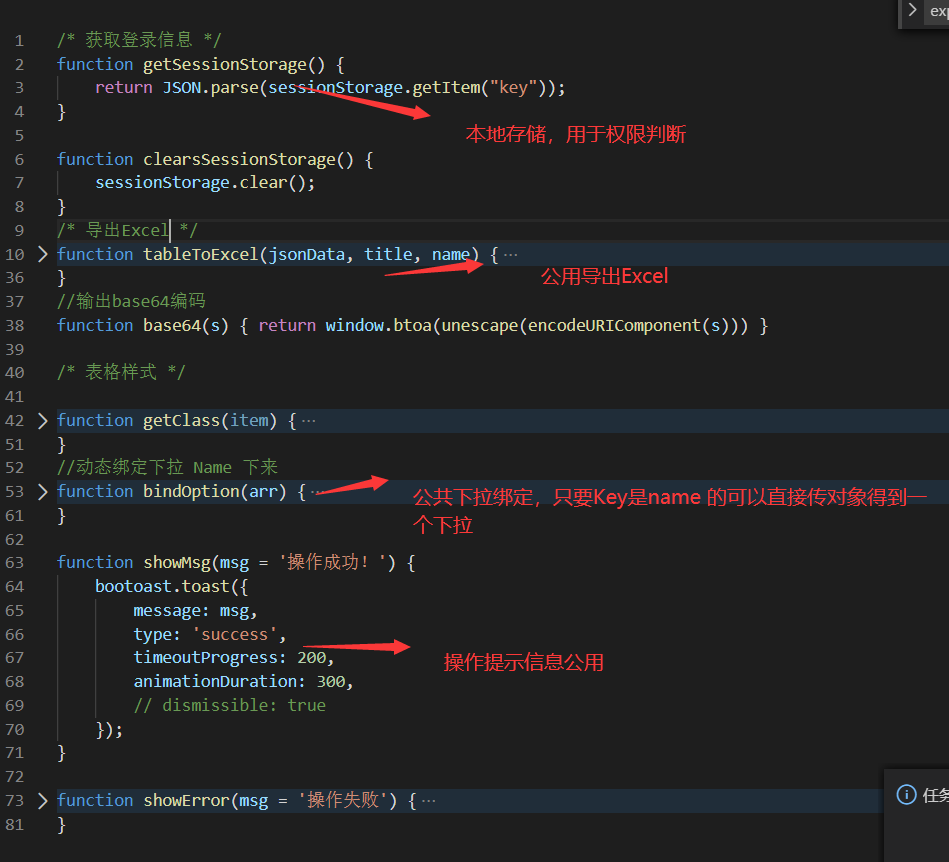 exp
1 /* 获取登录信息 */
2 function getSessionStorage() {
3 return JSON.parse(sessionStorage.getItem("key"));
4 }
本地存储，用于权限判断
5
6 function clearsSessionStorage() {
7 sessionStorage.clear();
8 }
9 /* 导出Excel */
10 function tableToExcel(jsonData, title, name) {···
公用导出Excel
36 }
37 //输出base64编码
38 function base64(s) { return window.btoa(unescape(encodeURIComponent(s))) }
39
40 /* 表格样式 */
41
42 function getClass(item) {···
51 }
52 //动态绑定下拉 Name 下来
53 function bindOption(arr) {···
公共下拉绑定，只要Key是name 的可以直接传对象得到一
个下拉
61 }
62
63 function showMsg(msg = '操作成功！') {
64 bootoast.toast({
65 message: msg,
66 type: 'success',
67 timeoutProgress: 200,
操作提示信息公用
68 animationDuration: 300,
69 // dismissible: true
70 });
71 }
72
73 function showError(msg = '操作失败') {···
任务
81 }